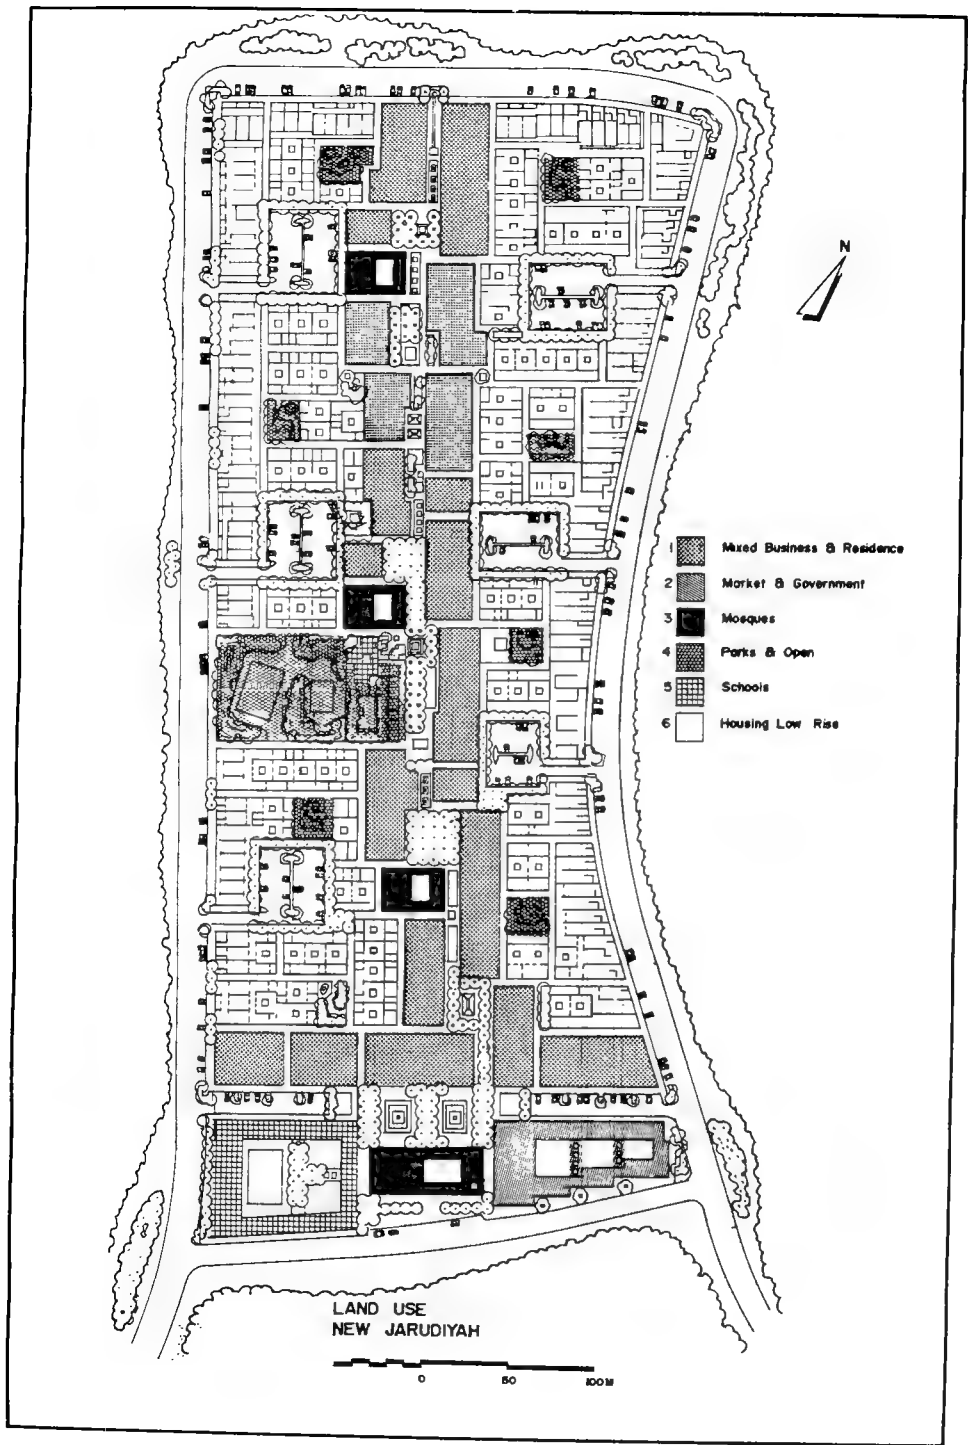 N
1 Mixed Business & Residence
2 Market & Government
3 Mosques
4 Parks & Open
5 Schools
6 Housing Low Rise
LAND USE
NEW JARUDIYAH
0 50 100 M